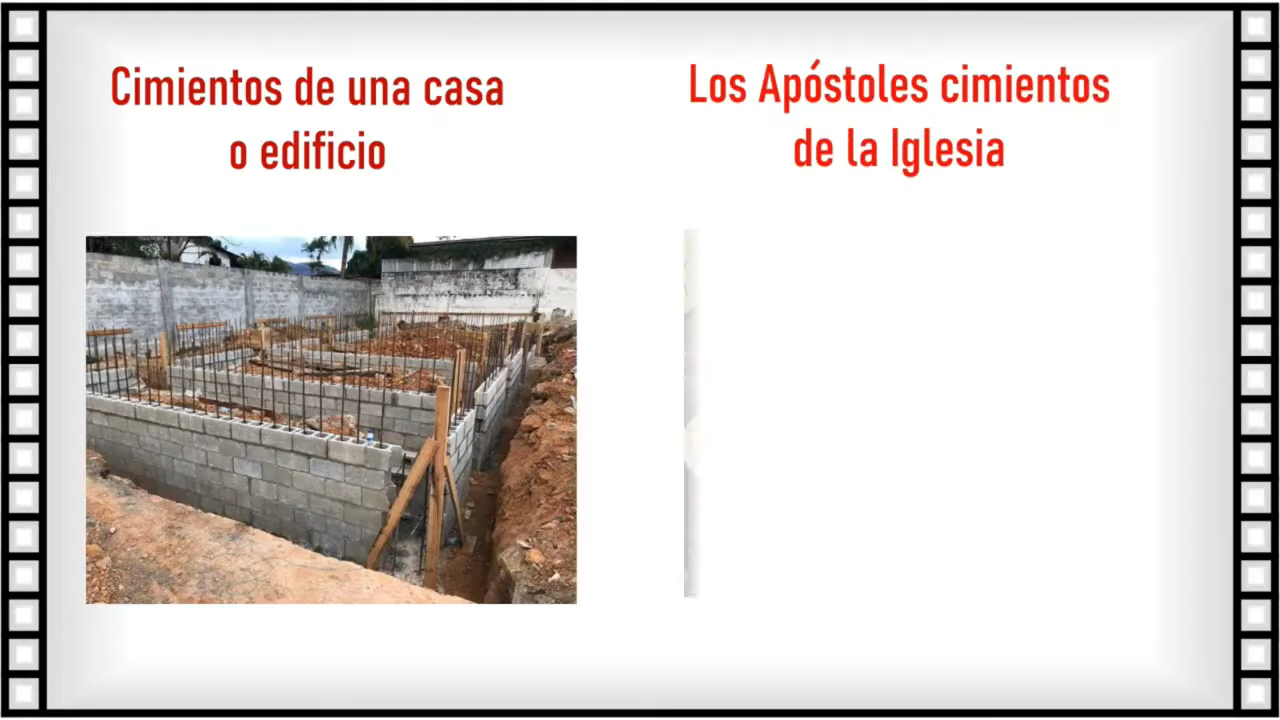 Cimientos de una casa
o edificio
Los Apóstoles cimientos
de la Iglesia